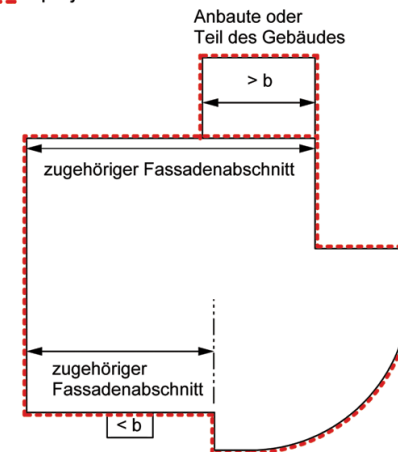 Anbaute oder
Teil des Gebäudes
> b
zugehöriger Fassadenabschnitt
zugehöriger
Fassadenabschnitt
< b